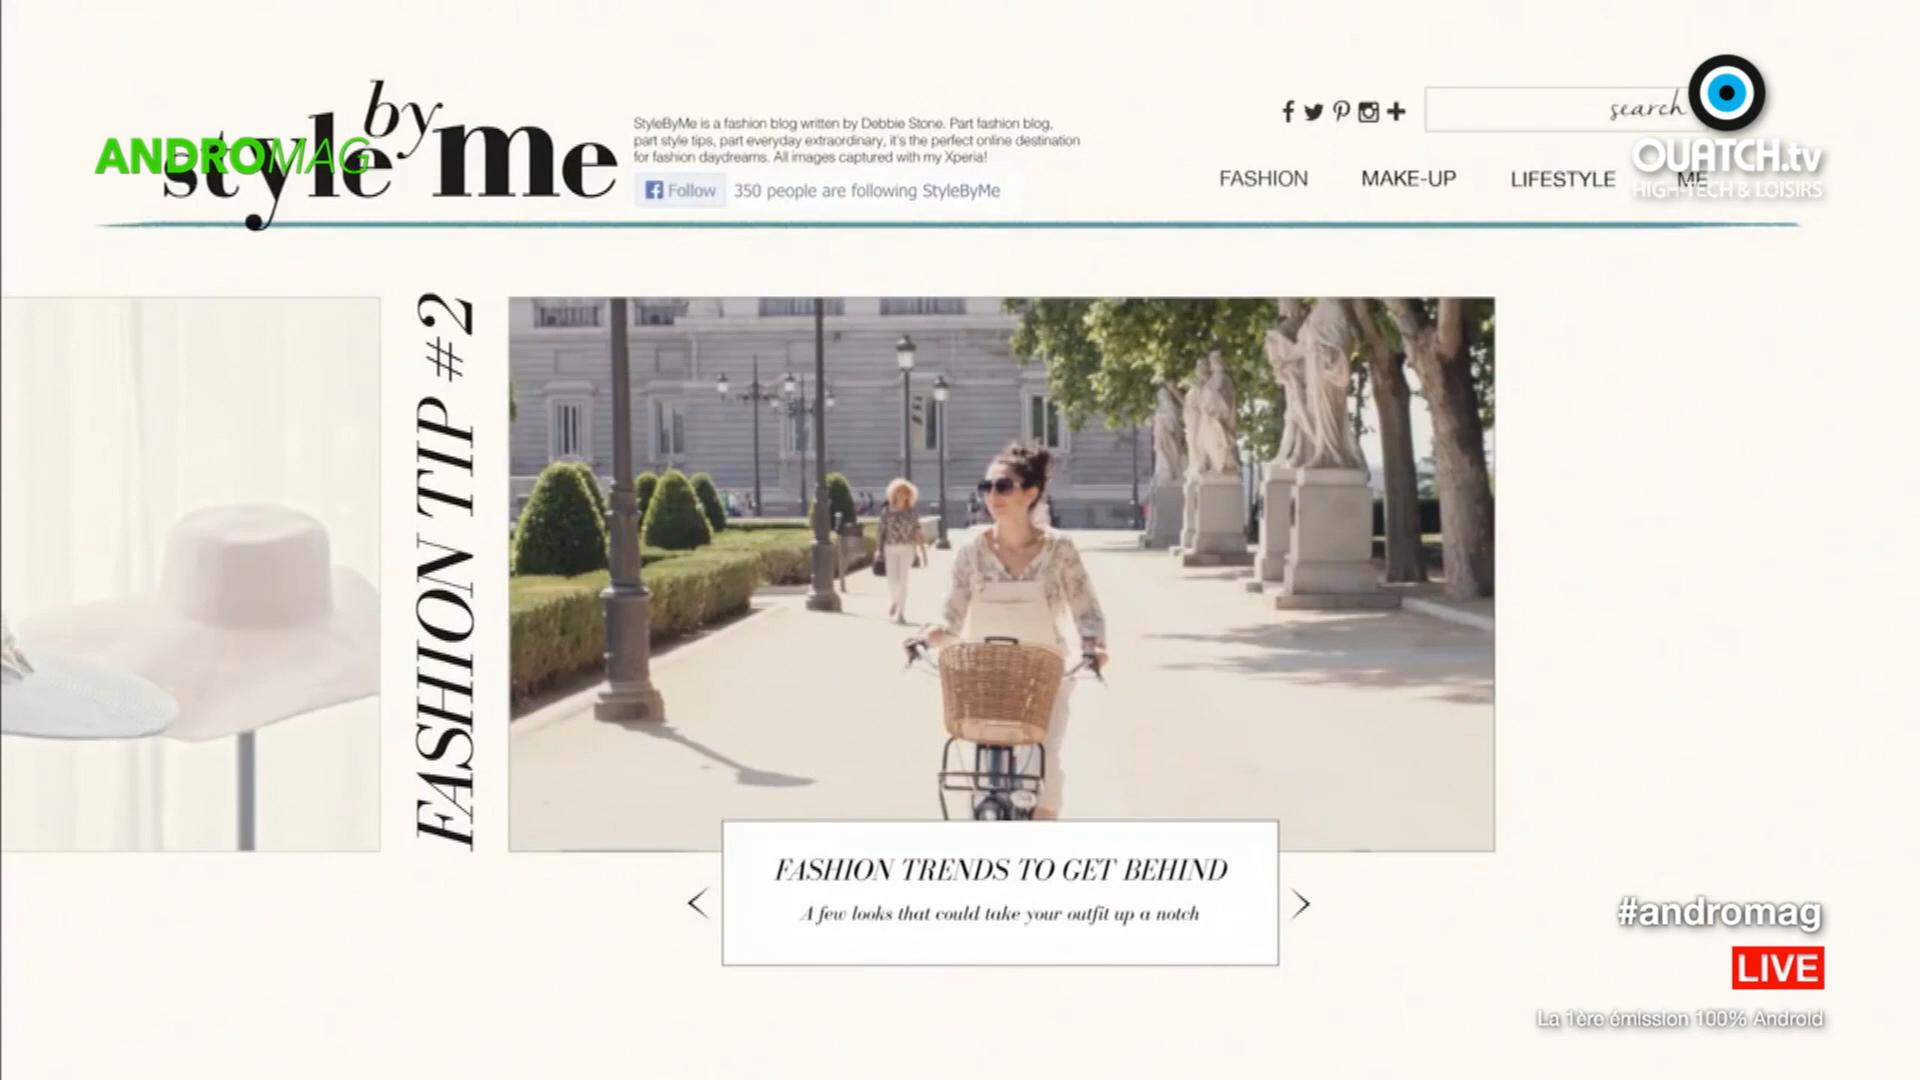 ANDROMAG
style by me
StyleByMe is a fashion blog written by Debbie Stone. Part fashion blog,
part style tips, part everyday extraordinary, it's the perfect online destination
for fashion daydreams. All images captured with my Xperia!
Follow
350 people are following StyleByMe
search
OUATCH.tv
HIGH-TECH & LOISIRS
FASHION
MAKE-UP
LIFESTYLE
ME
FASHION TIP #2
FASHION TRENDS TO GET BEHIND
A few looks that could take your outfit up a notch
#andromag
LIVE
La 1ère émission 100% Android